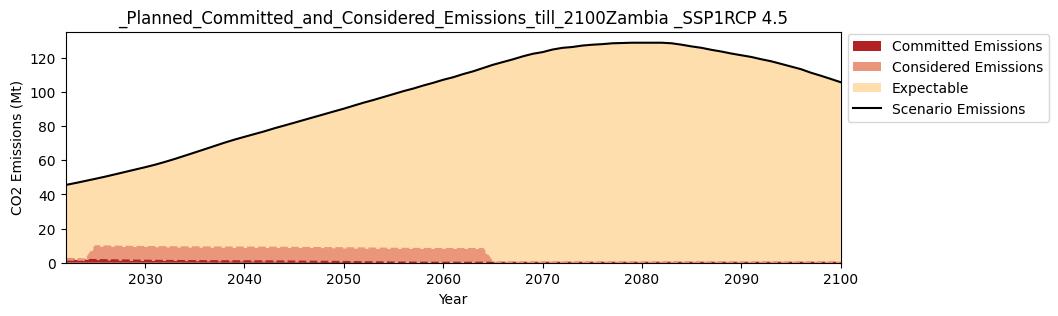 _Planned_Committed_and_Considered_Emissions_till_2100Zambia _SSP1RCP 4.5
CO2 Emissions (Mt)
120
100
80
60
40
20
0
2030 2040 2050 2060 2070 2080 2090 2100
Year
Committed Emissions
Considered Emissions
Expectable
Scenario Emissions